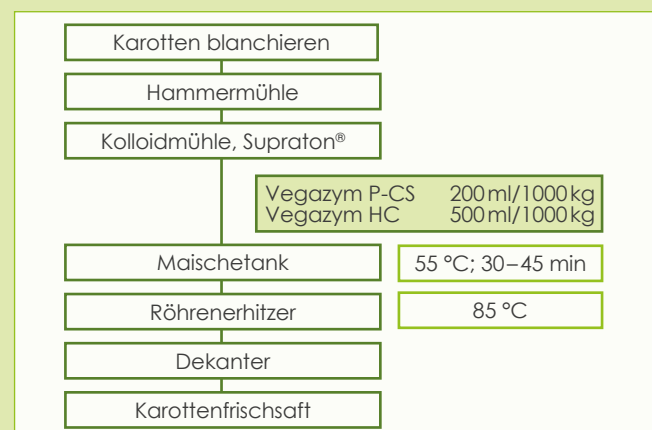 Karotten blanchieren
Hammermühle
Kolloidmühle, Supraton®
Vegazym P-CS 200 ml/1000 kg
Vegazym HC 500 ml/1000 kg
Maischetank 55 °C; 30–45 min
Röhrenerhitzer 85 °C
Dekanter
Karottenfrischsaft